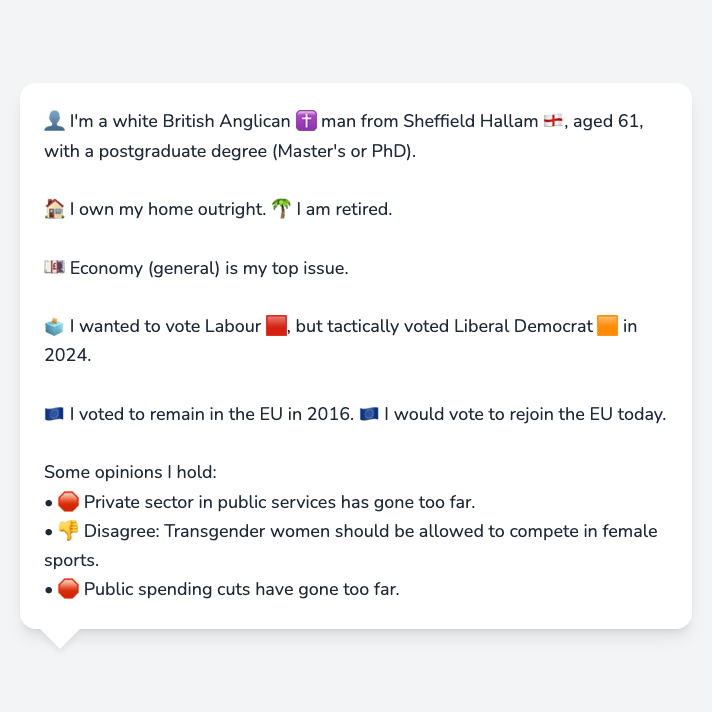 👤 I'm a white British Anglican ✝️ man from Sheffield Hallam 🏴󠁧󠁢󠁥󠁮󠁧󠁿, aged 61,
with a postgraduate degree (Master's or PhD).
🏠 I own my home outright. 🌴 I am retired.
💷 Economy (general) is my top issue.
🗳️ I wanted to vote Labour 🟥, but tactically voted Liberal Democrat 🟧 in
2024.
🇪🇺 I voted to remain in the EU in 2016. 🇪🇺 I would vote to rejoin the EU today.
Some opinions I hold:
• 🛑 Private sector in public services has gone too far.
• 👎 Disagree: Transgender women should be allowed to compete in female
sports.
• 🛑 Public spending cuts have gone too far.